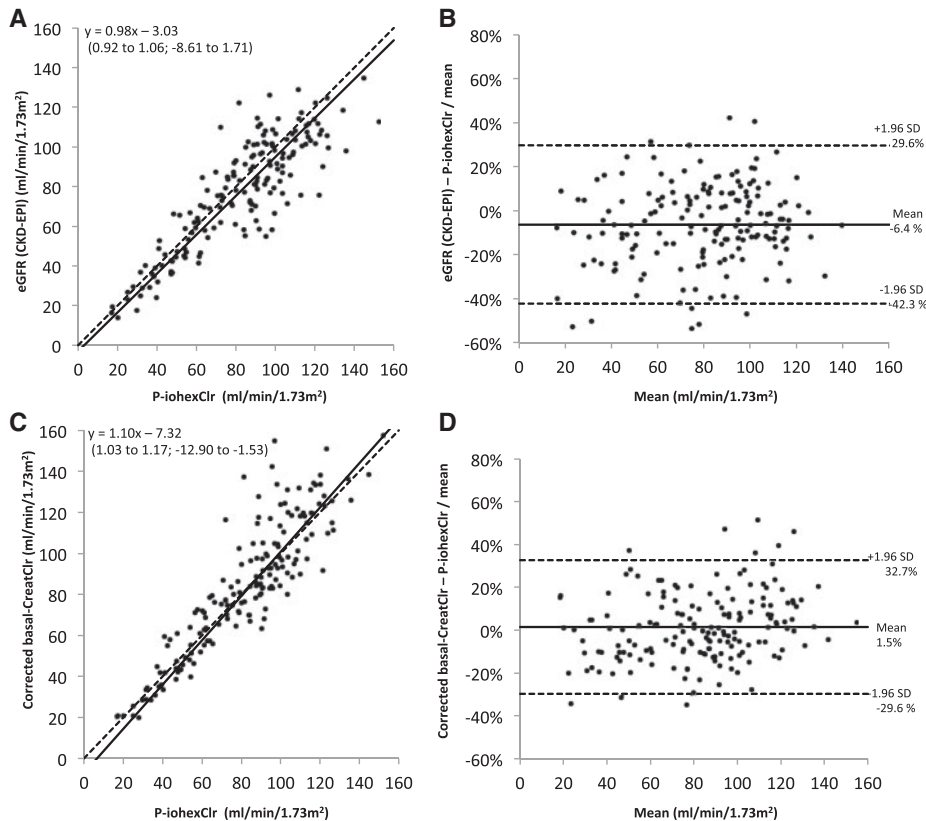 A
y = 0.98x – 3.03
(0.92 to 1.06; -8.61 to 1.71)
160
140
120
100
80
60
40
20
0
eGFR (CKD-EPI) (ml/min/1.73m²)
0 20 40 60 80 100 120 140 160
P-iohexClr (ml/min/1.73m²)
B
80%
60%
40%
20%
0%
-20%
-40%
-60%
eGFR (CKD-EPI) – P-iohexClr / mean
+1.96 SD
29.6%
Mean
-6.4 %
-1.96 SD
-42.3 %
0 20 40 60 80 100 120 140 160
Mean (ml/min/1.73m²)
C
y = 1.10x – 7.32
(1.03 to 1.17; -12.90 to -1.53)
160
140
120
100
80
60
40
20
0
Corrected basal-CreatClr (ml/min/1.73m²)
0 20 40 60 80 100 120 140 160
P-iohexClr (ml/min/1.73m²)
D
80%
60%
40%
20%
0%
-20%
-40%
-60%
Corrected basal-CreatClr – P-iohexClr / mean
+1.96 SD
32.7%
Mean
1.5%
-1.96 SD
-29.6 %
0 20 40 60 80 100 120 140 160
Mean (ml/min/1.73m²)